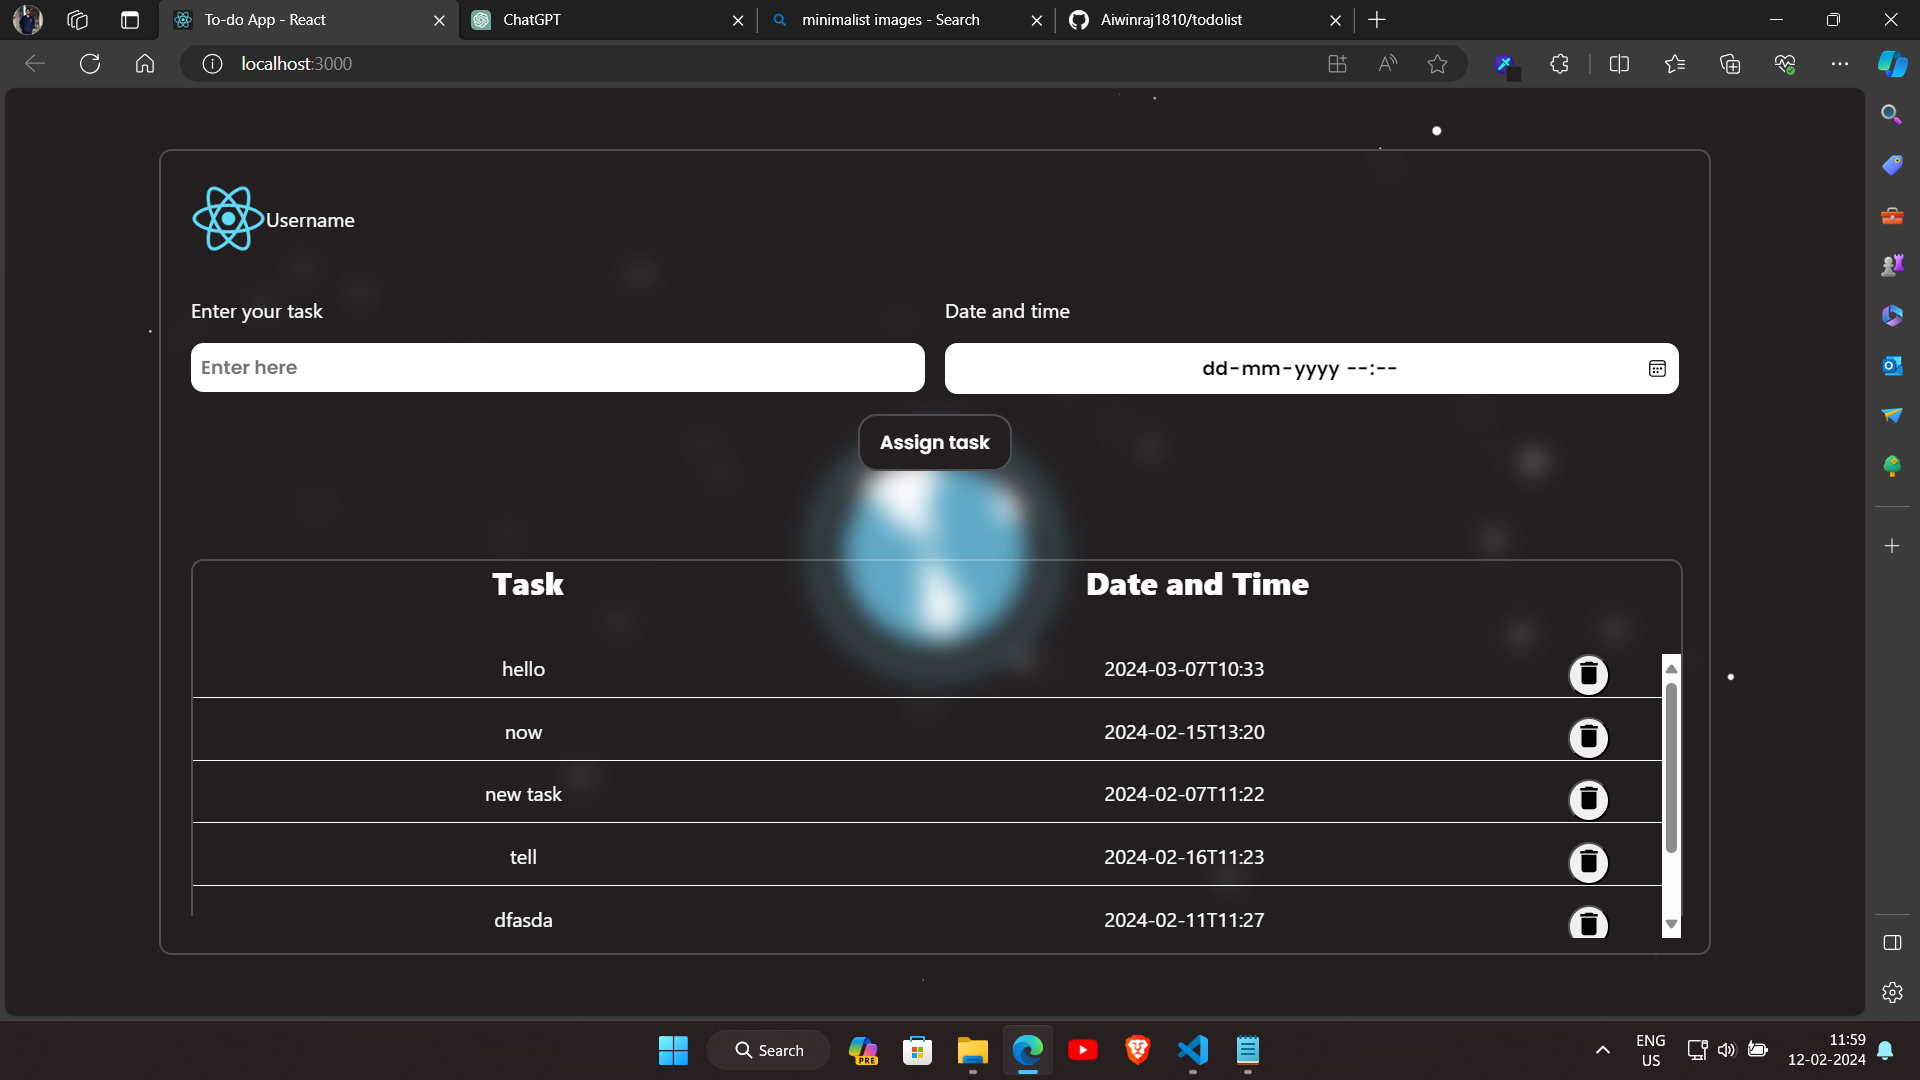 To-do App - React
ChatGPT
minimalist images - Search
Aiwinraj1810/todolist
localhost:3000
Username
Enter your task
Date and time
Enter here
dd-mm-yyyy --:--
Assign task
Task
Date and Time
hello
2024-03-07T10:33
now
2024-02-15T13:20
new task
2024-02-07T11:22
tell
2024-02-16T11:23
dfasda
2024-02-11T11:27
Search
PRE
ENG
US
11:59
12-02-2024